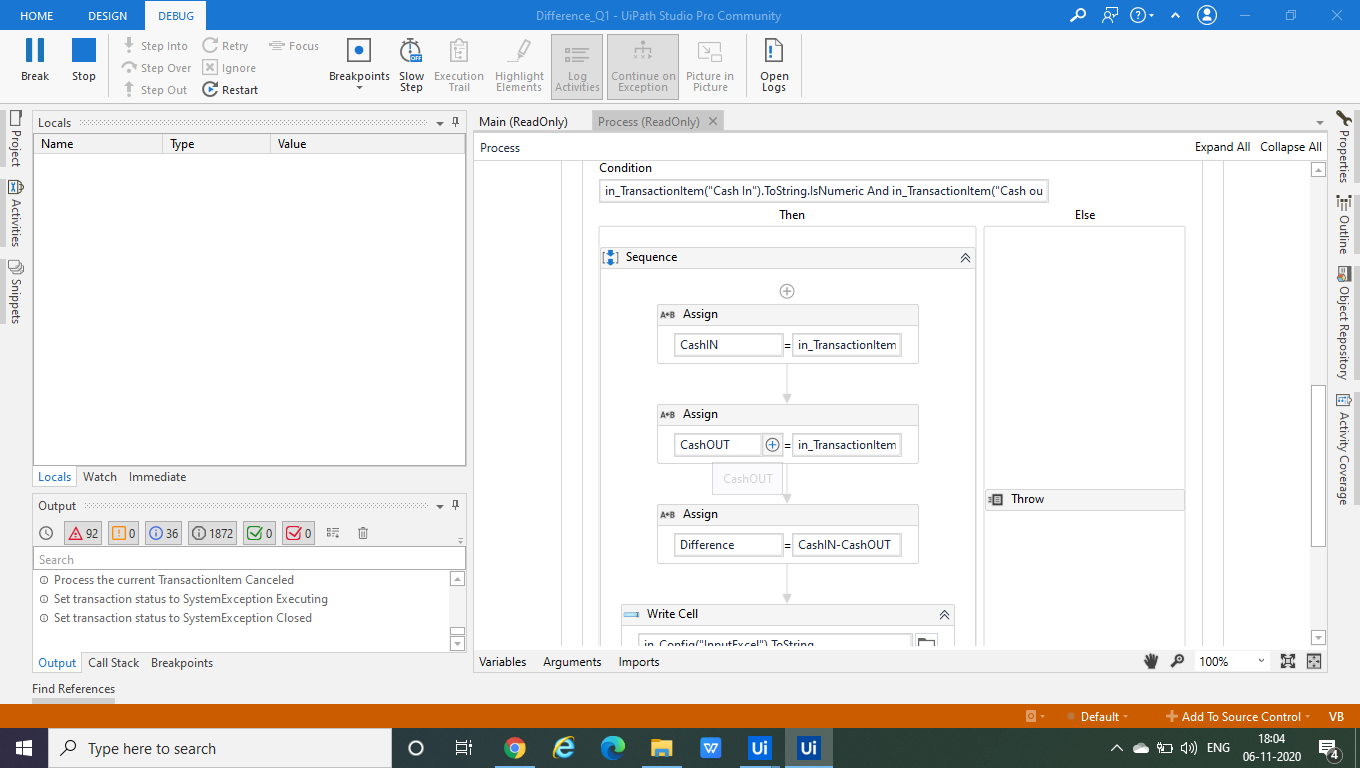 HOME DESIGN DEBUG Difference_Q1 - UiPath Studio Pro Community
Break Stop Step Into Step Over Step Out Retry Ignore Restart Focus Breakpoints Slow Step Execution Trail Highlight Elements Log Activities Continue on Exception Picture in Picture Open Logs
Project
Activities
Snippets
Locals
Name Type Value
Locals Watch Immediate
Output
92 0 36 1872 0 0
Search
Process the current TransactionItem Canceled
Set transaction status to SystemException Executing
Set transaction status to SystemException Closed
Output Call Stack Breakpoints
Find References
Main (ReadOnly) Process (ReadOnly)
Process Expand All Collapse All
Condition
in_TransactionItem("Cash In").ToString.IsNumeric And in_TransactionItem("Cash ou
Then Else
Sequence
A*B Assign
CashIN = in_TransactionItem
A*B Assign
CashOUT = in_TransactionItem
CashOUT
A*B Assign
Difference = CashIN-CashOUT
Throw
Write Cell
in_Config("InputExcel").ToString
Variables Arguments Imports 100%
Properties
Outline
Object Repository
Activity Coverage
Default Add To Source Control VB
Type here to search
Ui Ui
ENG
18:04
06-11-2020
4